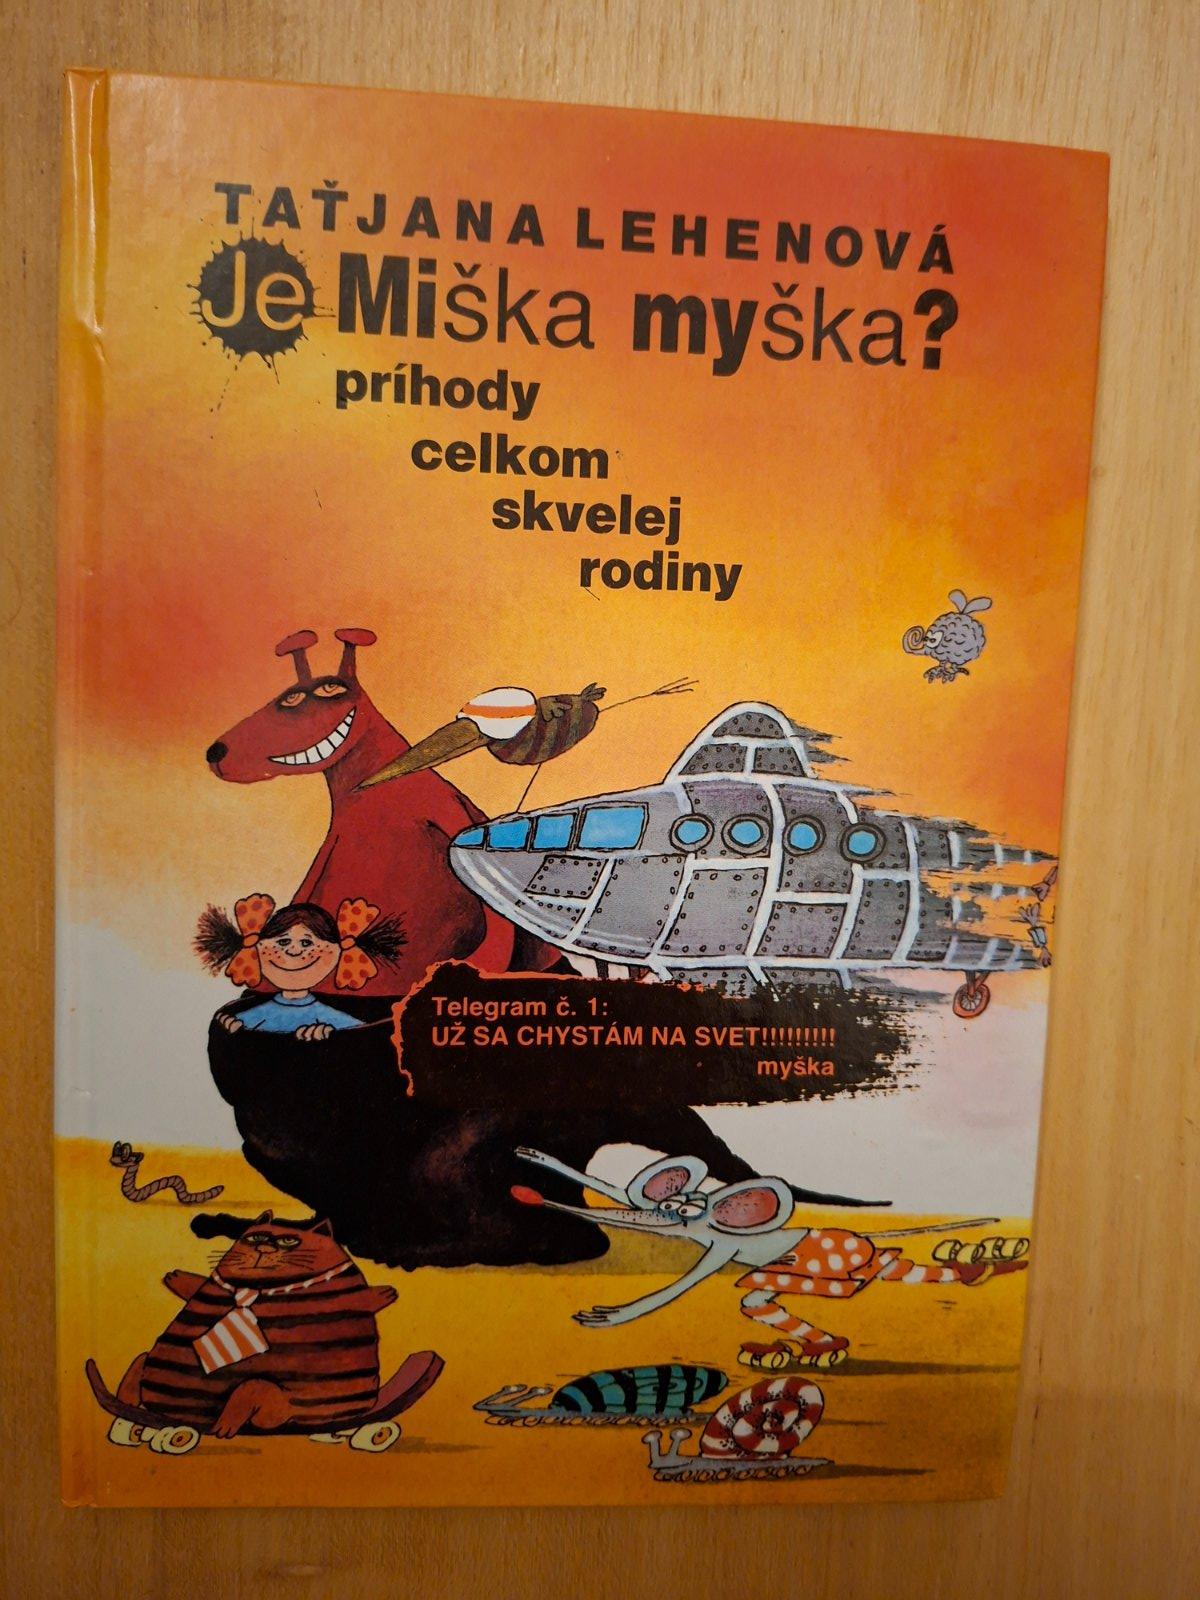 TAŤJANA LEHENOVÁ
Je Miška myška?
príhody
celkom
skvelej
rodiny
Telegram č. 1:
UŽ SA CHYSTÁM NA SVET!!!!!!!!!
myška